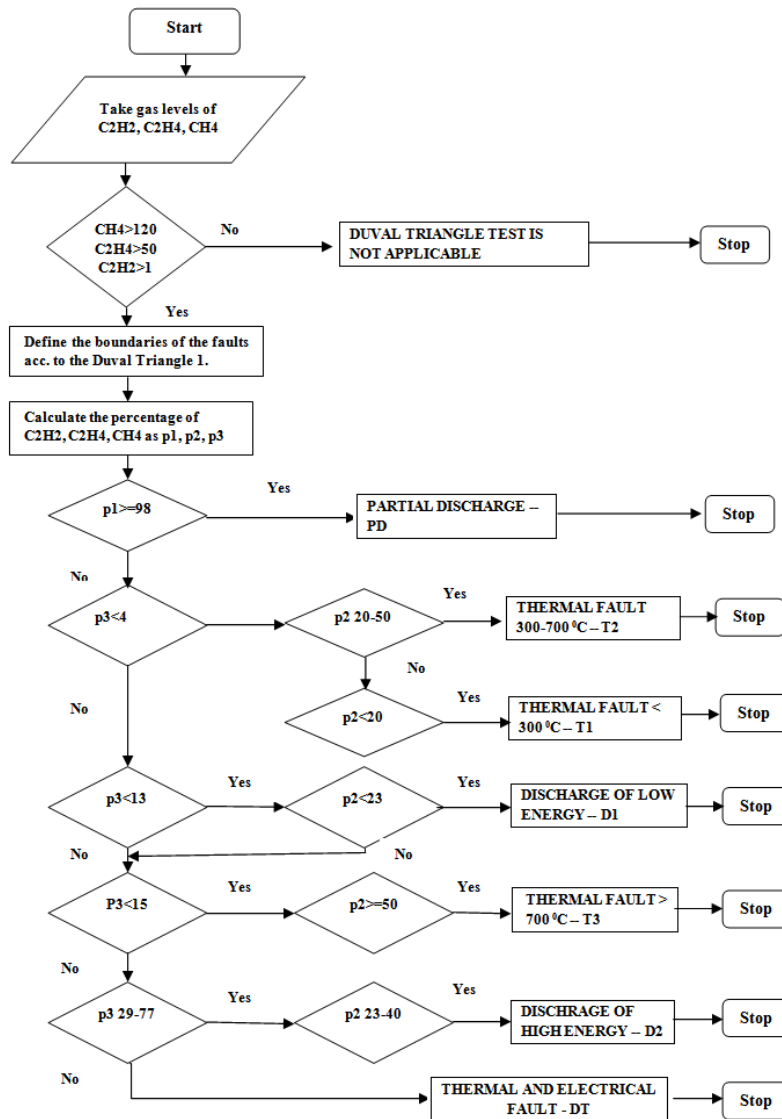 Start
Take gas levels of
C2H2, C2H4, CH4
CH4>120
C2H4>50
C2H2>1
No
DUVAL TRIANGLE TEST IS
NOT APPLICABLE
Stop
Yes
Define the boundaries of the faults
acc. to the Duval Triangle 1.
Calculate the percentage of
C2H2, C2H4, CH4 as p1, p2, p3
p1>=98
Yes
PARTIAL DISCHARGE --
PD
Stop
No
p3<4
p2 20-50
Yes
THERMAL FAULT
300-700 ⁰C -- T2
Stop
No
No
p2<20
Yes
THERMAL FAULT <
300 ⁰C -- T1
Stop
p3<13
Yes
p2<23
Yes
DISCHARGE OF LOW
ENERGY -- D1
Stop
No
No
P3<15
Yes
p2>=50
Yes
THERMAL FAULT >
700 ⁰C -- T3
Stop
No
p3 29-77
Yes
p2 23-40
Yes
DISCHRAGE OF
HIGH ENERGY -- D2
Stop
No
THERMAL AND ELECTRICAL
FAULT - DT
Stop